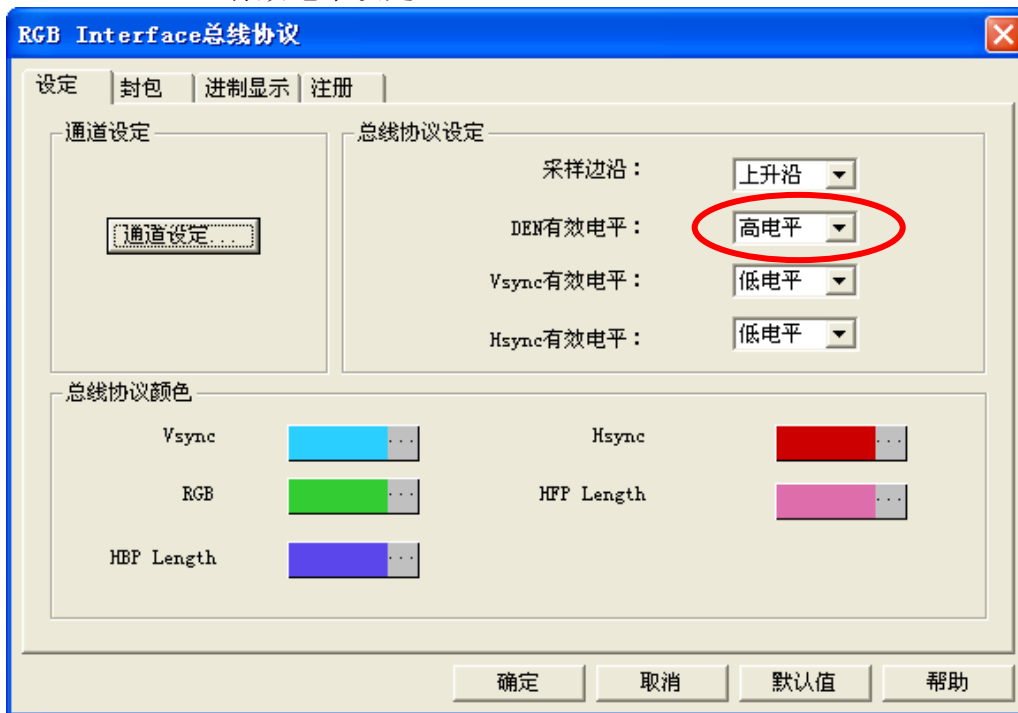 RGB Interface总线协议
设定 封包 进制显示 注册
通道设定
通道设定...
总线协议设定
采样边沿： 上升沿
DEN有效电平： 高电平
Vsync有效电平： 低电平
Hsync有效电平： 低电平
总线协议颜色
Vsync ... Hsync ...
RGB ... HFP Length ...
HBP Length ...
确定 取消 默认值 帮助